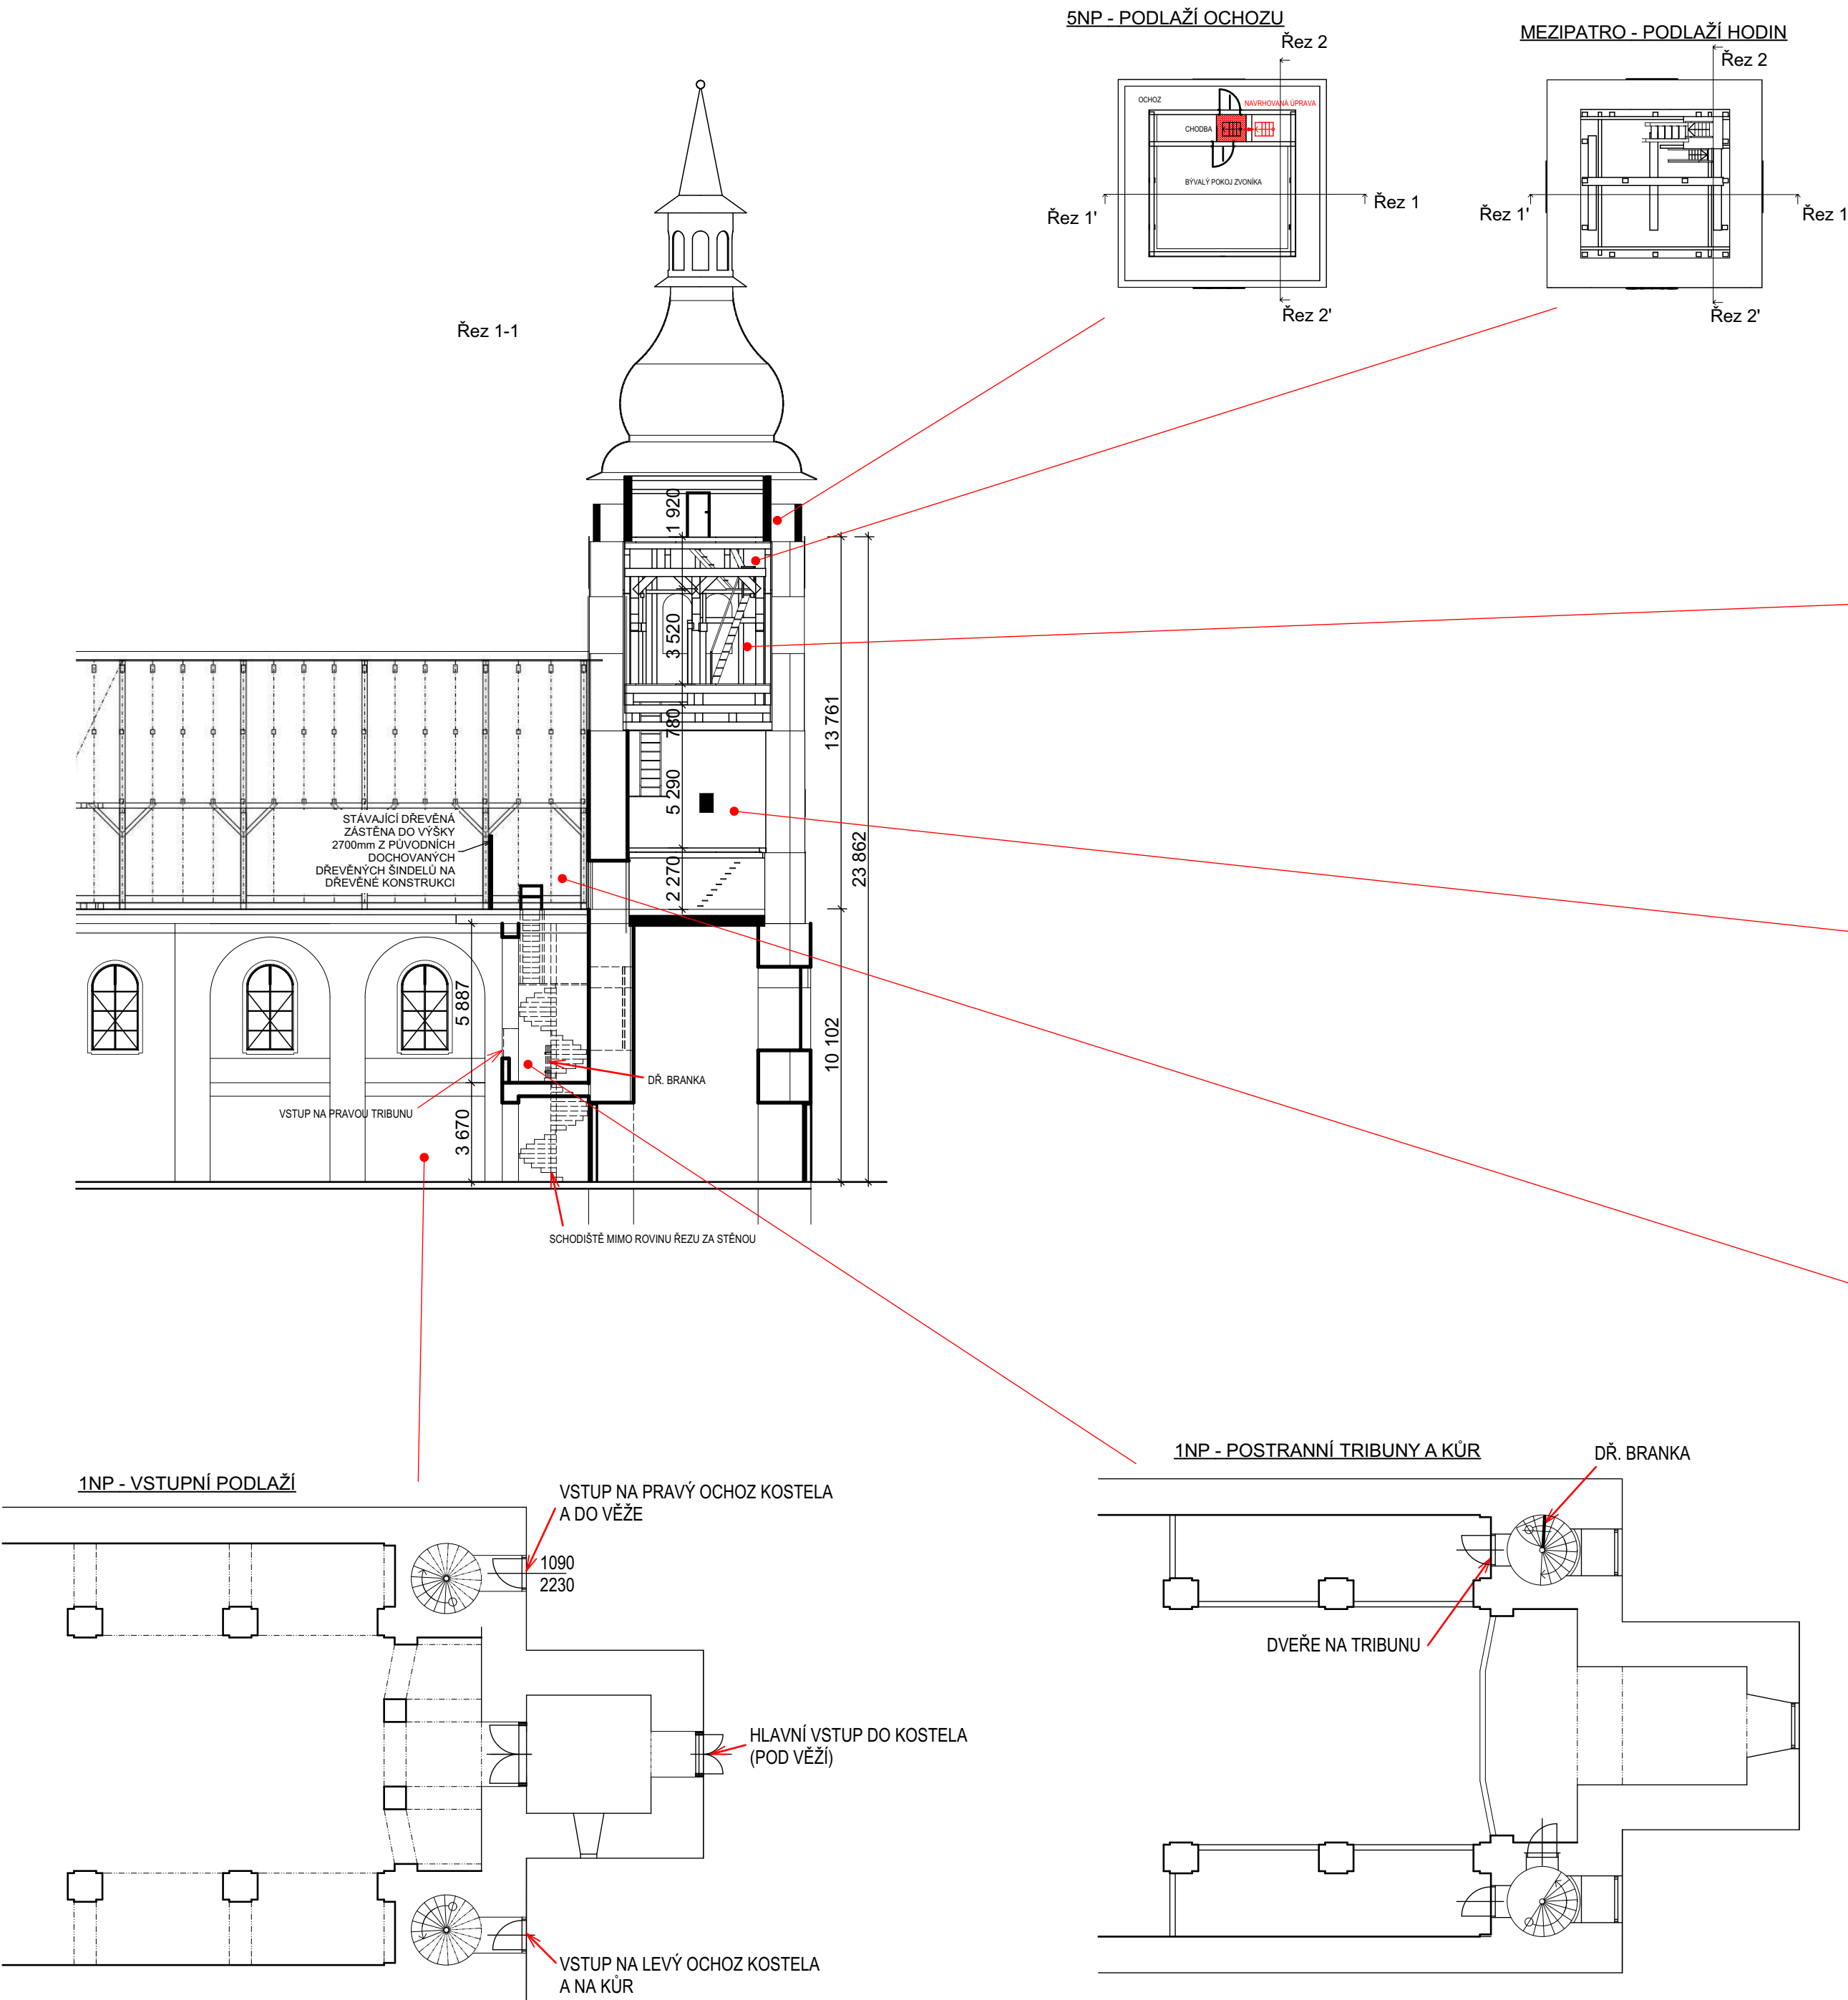 5NP - PODLAŽÍ OCHOZU
Řez 2
OCHOZ
NAVRHOVANÁ ÚPRAVA
CHODBA
BÝVALÝ POKOJ ZVONÍKA
Řez 1'
Řez 1
Řez 2'
MEZIPATRO - PODLAŽÍ HODIN
Řez 2
Řez 1'
Řez 1
Řez 2'
Řez 1-1
1 920
3 520
780
5 290
2 270
13 761
23 862
10 102
STÁVAJÍCÍ DŘEVĚNÁ
ZÁSTĚNA DO VÝŠKY
2700mm Z PŮVODNÍCH
DOCHOVANÝCH
DŘEVĚNÝCH ŠINDELŮ NA
DŘEVĚNÉ KONSTRUKCI
5 887
3 670
DŘ. BRANKA
VSTUP NA PRAVOU TRIBUNU
SCHODIŠTĚ MIMO ROVINU ŘEZU ZA STĚNOU
1NP - VSTUPNÍ PODLAŽÍ
VSTUP NA PRAVÝ OCHOZ KOSTELA
A DO VĚŽE
1090
2230
HLAVNÍ VSTUP DO KOSTELA
(POD VĚŽÍ)
VSTUP NA LEVÝ OCHOZ KOSTELA
A NA KŮR
1NP - POSTRANNÍ TRIBUNY A KŮR
DŘ. BRANKA
DVEŘE NA TRIBUNU